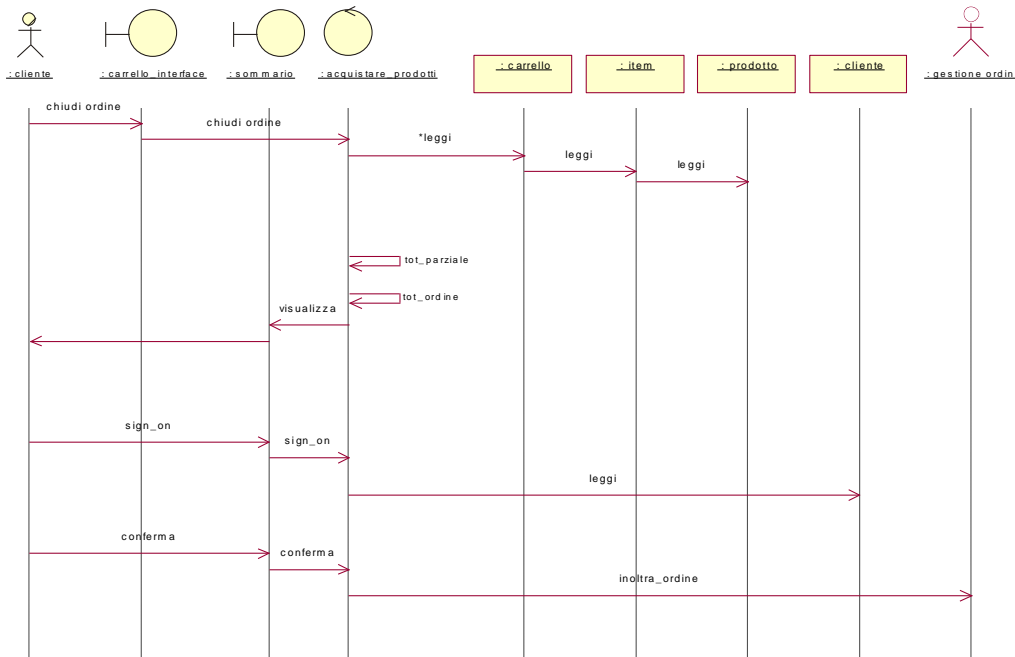 : cliente
: carrello_interface
: sommario
: acquistare_prodotti
: carrello
: item
: prodotto
: cliente
: gestione ordin
chiudi ordine
chiudi ordine
*leggi
leggi
leggi
tot_parziale
tot_ordine
visualizza
sign_on
sign_on
leggi
conferma
conferma
inoltra_ordine